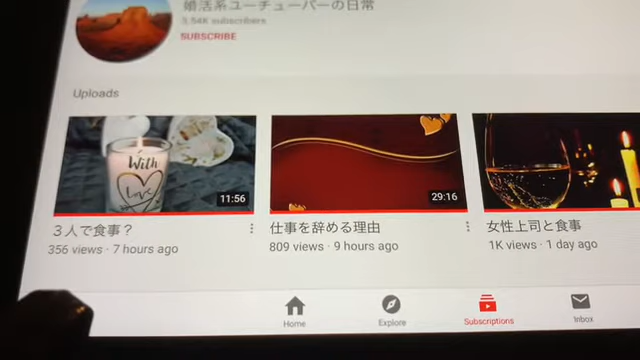 婚活系ユーチューバーの日常
3.54K subscribers
SUBSCRIBE
Uploads
With
Love
11:56
29:16
３人で食事？
356 views · 7 hours ago
仕事を辞める理由
809 views · 9 hours ago
女性上司と食事
1K views · 1 day ago
Home
Explore
Subscriptions
Inbox